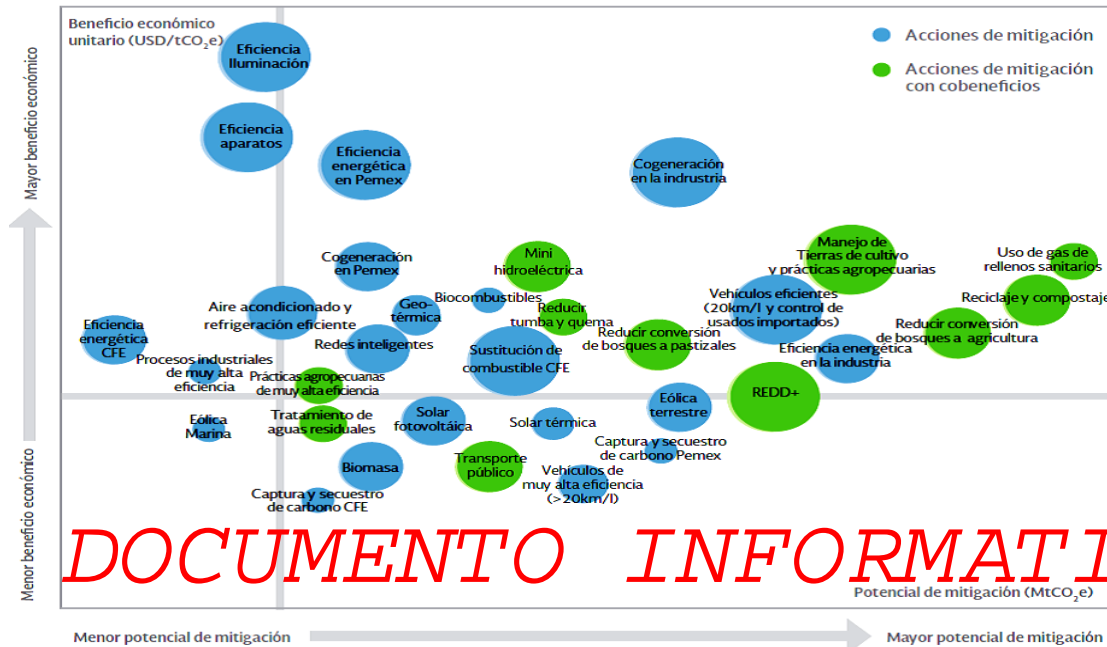 Beneficio económico
unitario (USD/tCO2e)
Acciones de mitigación
Acciones de mitigación
con cobeneficios
Mayor beneficio económico
Menor beneficio económico
Eficiencia
Iluminación
Eficiencia
aparatos
Eficiencia
energética
en Pemex
Cogeneración
en la indrustria
Cogeneración
en Pemex
Mini
hidroeléctrica
Manejo de
Tierras de cultivo
y prácticas agropecuarias
Uso de gas de
rellenos sanitarios
Aire acondicionado y
refrigeración eficiente
Geo-
térmica
Biocombustibles
Reducir
tumba y quema
Vehículos eficientes
(20km/l y control de
usados importados)
Reciclaje y compostaje
Eficiencia
energética
CFE
Procesos industriales
de muy alta
eficiencia
Redes inteligentes
Sustitución de
combustible CFE
Reducir conversión
de bosques a pastizales
Eficiencia energética
en la industria
Reducir conversión
de bosques a agricultura
Prácticas agropecuarias
de muy alta eficiencia
REDD+
Eólica
Marina
Tratamiento de
aguas residuales
Solar
fotovoltáica
Solar térmica
Eólica
terrestre
Captura y secuestro
de carbono Pemex
Biomasa
Transporte
público
Vehículos de
muy alta eficiencia
(>20km/l)
Captura y secuestro
de carbono CFE
DOCUMENTO INFORMATI
Potencial de mitigación (MtCO2e)
Menor potencial de mitigación
Mayor potencial de mitigación